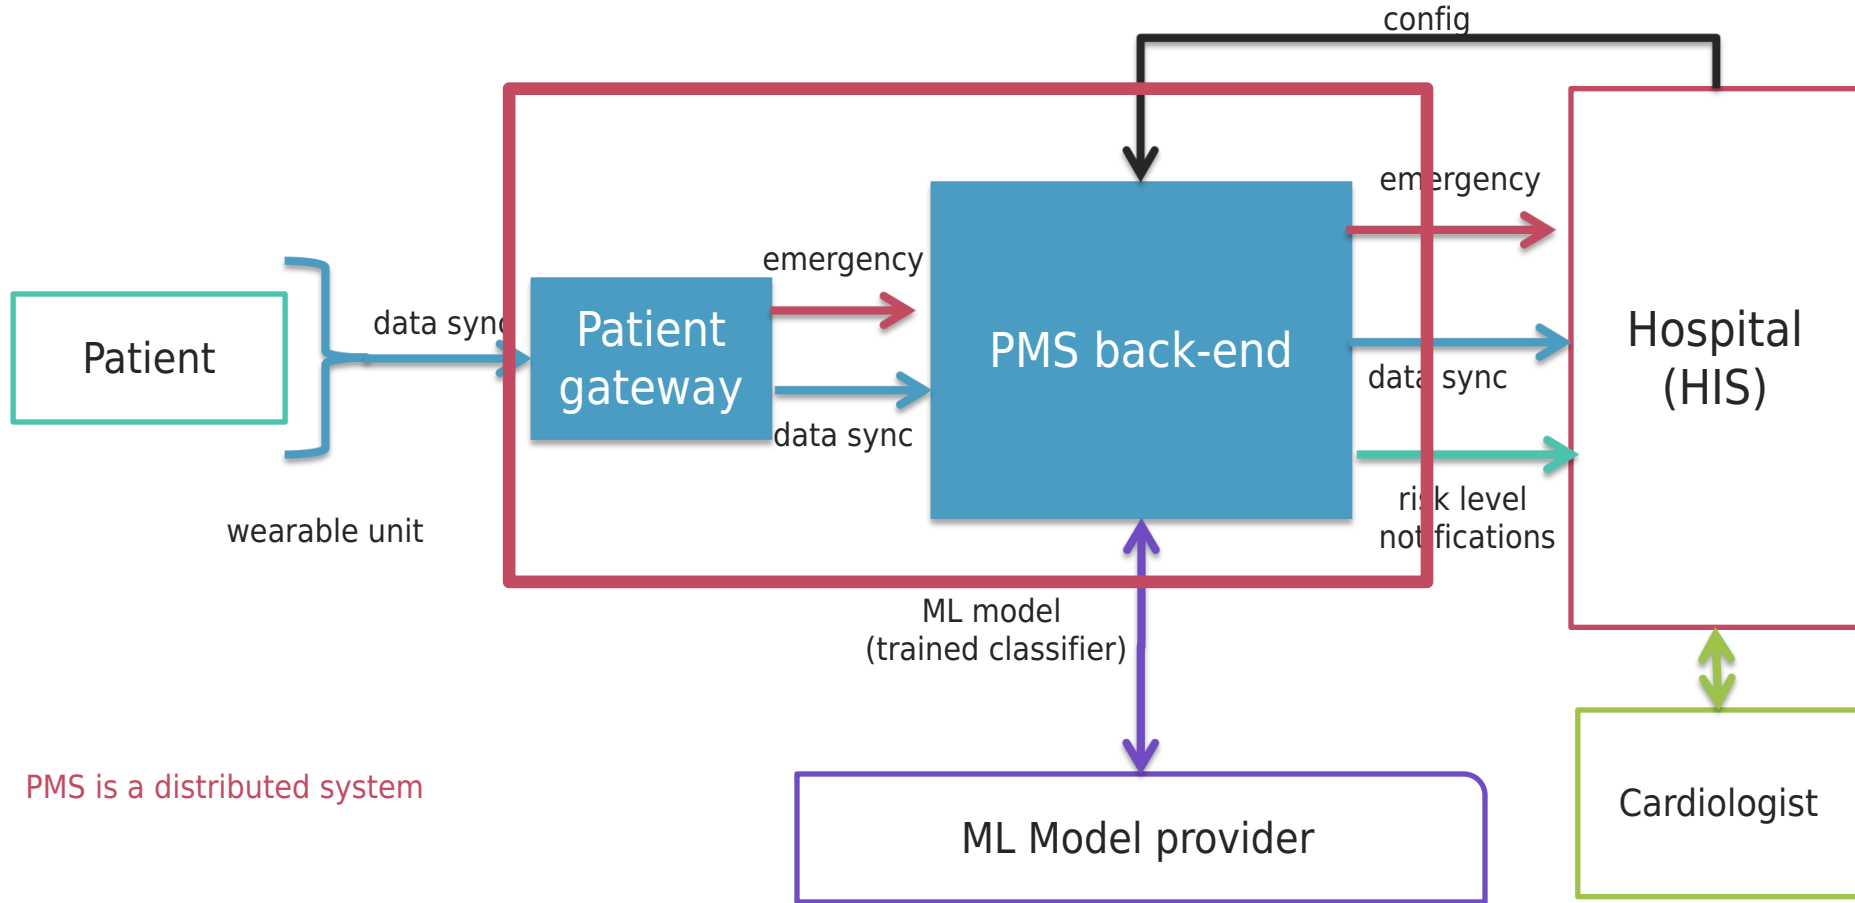 config
emergency
emergency
data sync
Patient
Patient
gateway
PMS back-end
Hospital
(HIS)
data sync
data sync
risk level
notifications
wearable unit
ML model
(trained classifier)
PMS is a distributed system
ML Model provider
Cardiologist